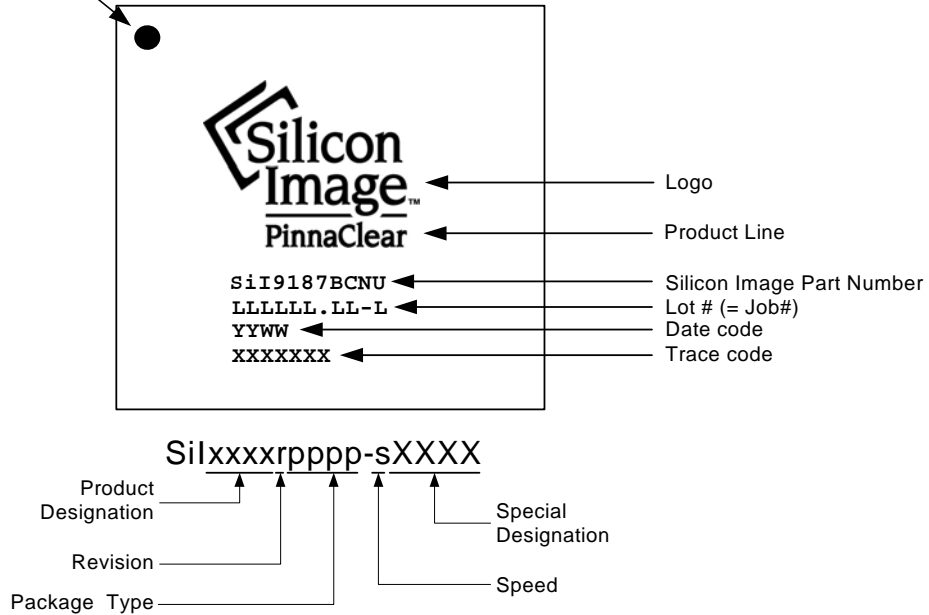 Silicon
Image™
PinnaClear
Logo
Product Line
SiI9187BCNU
Silicon Image Part Number
LLLLLL.LL-L
Lot # (= Job#)
YYWW
Date code
XXXXXXX
Trace code
SiIxxxxrpppp-sXXXX
Product
Designation
Special
Designation
Revision
Speed
Package Type